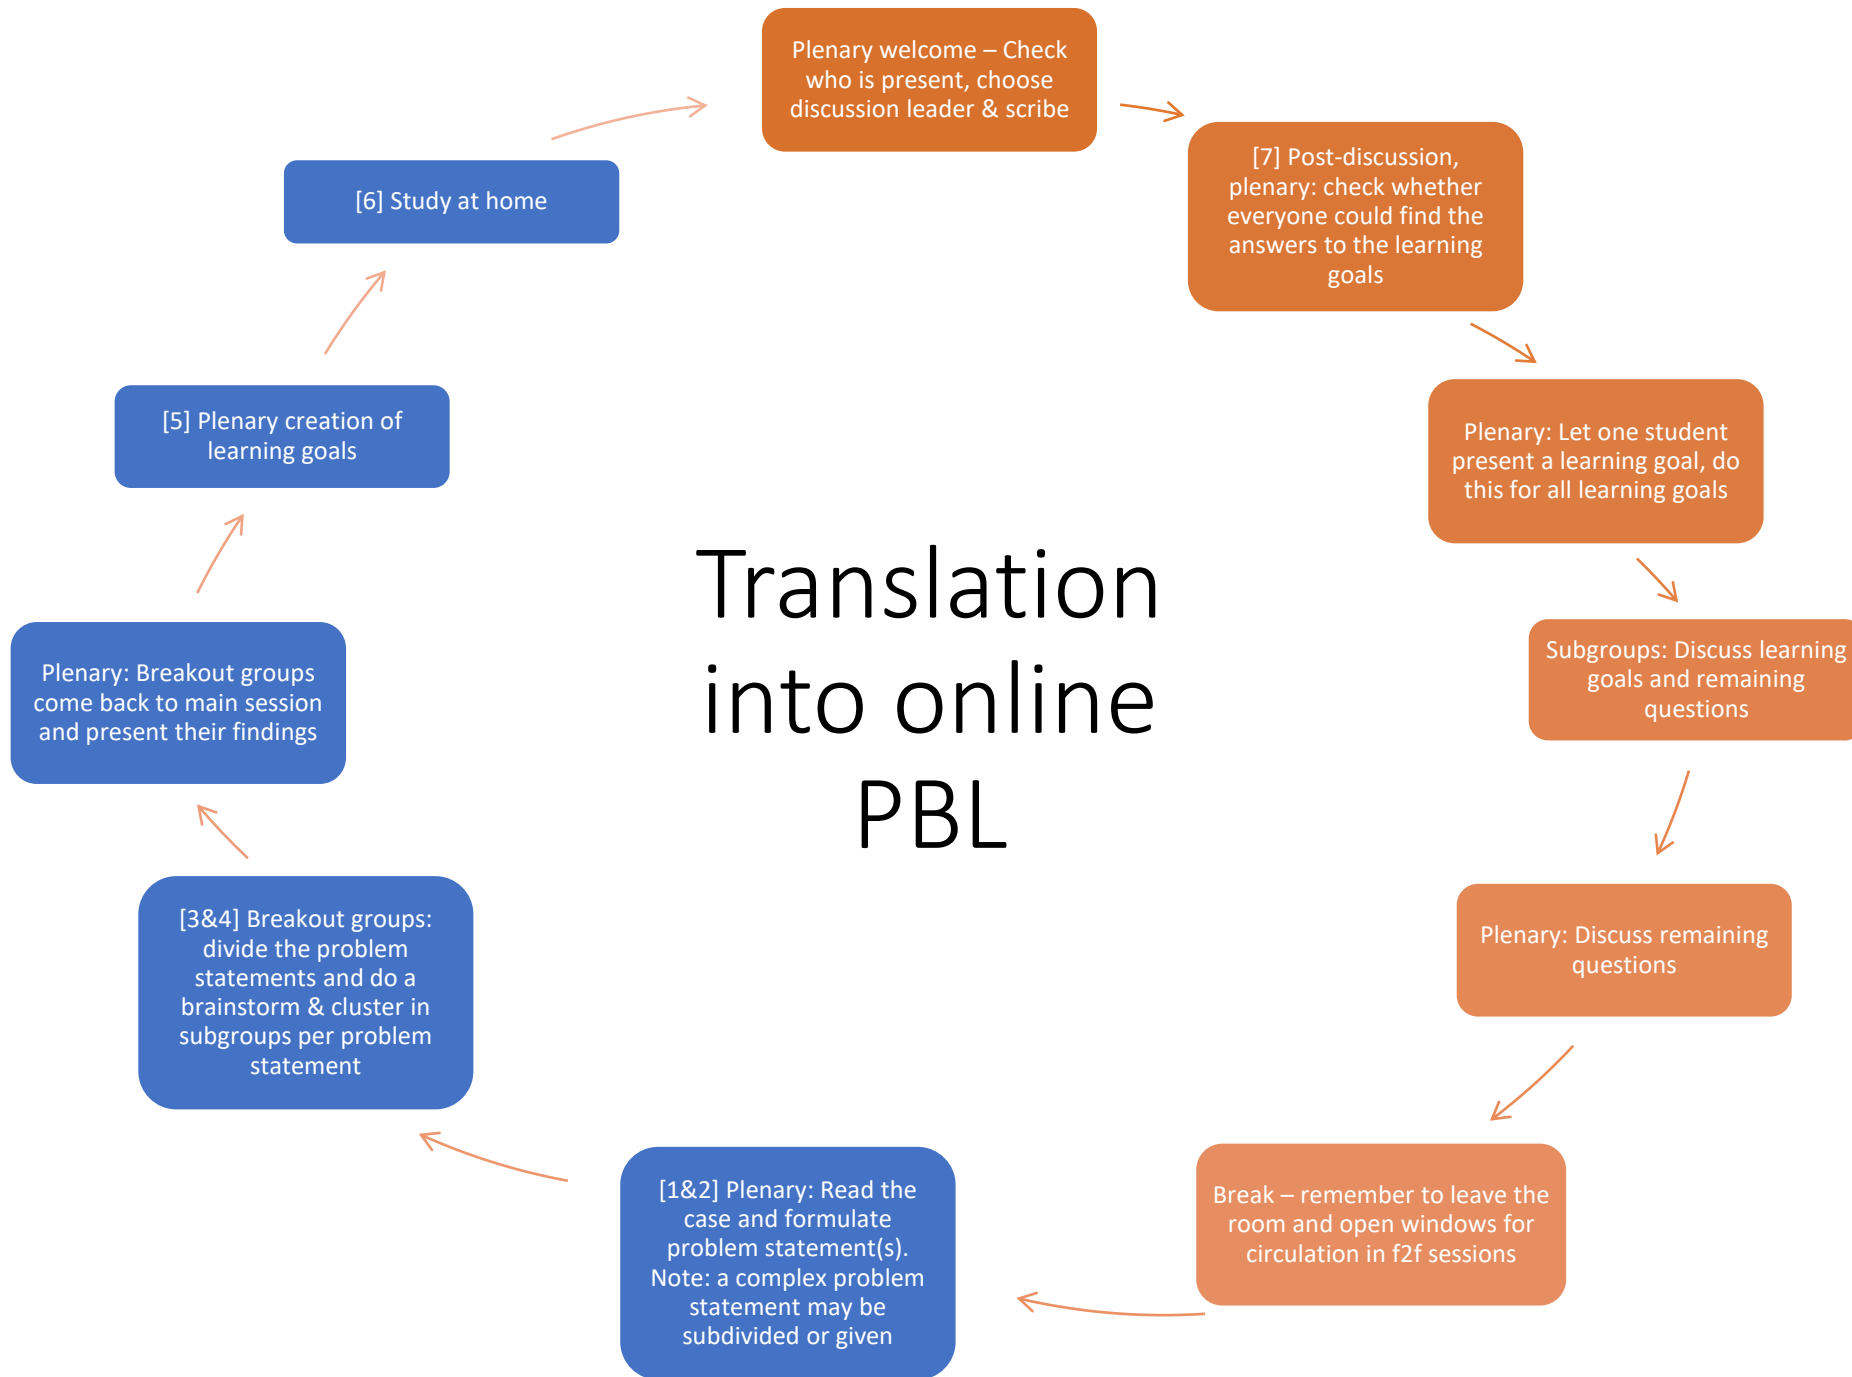 Plenary welcome – Check
who is present, choose
discussion leader & scribe
[7] Post-discussion,
plenary: check whether
everyone could find the
answers to the learning
goals
Plenary: Let one student
present a learning goal, do
this for all learning goals
Subgroups: Discuss learning
goals and remaining
questions
Plenary: Discuss remaining
questions
Break – remember to leave the
room and open windows for
circulation in f2f sessions
[1&2] Plenary: Read the
case and formulate
problem statement(s).
Note: a complex problem
statement may be
subdivided or given
[3&4] Breakout groups:
divide the problem
statements and do a
brainstorm & cluster in
subgroups per problem
statement
Plenary: Breakout groups
come back to main session
and present their findings
[5] Plenary creation of
learning goals
[6] Study at home
Translation
into online
PBL